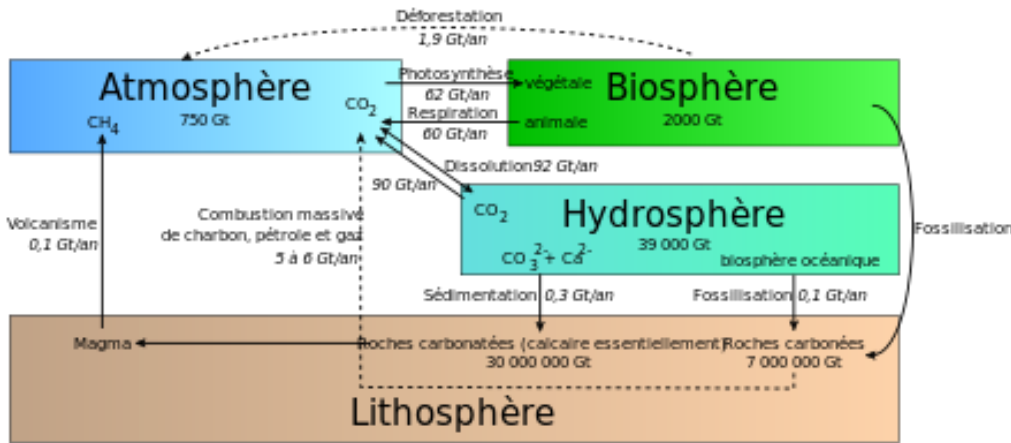 Déforestation
1,9 Gt/an
Atmosphère
750 Gt
CH4
CO2
Photosynthèse
62 Gt/an
Respiration
60 Gt/an
végétale
animale
Biosphère
2000 Gt
Dissolution 92 Gt/an
90 Gt/an
Volcanisme
0,1 Gt/an
Combustion massive
de charbon, pétrole et gaz
5 à 6 Gt/an
CO2
Hydrosphère
39 000 Gt
CO3 2- + Ca 2-
biosphère océanique
Fossilisation
Sédimentation 0,3 Gt/an
Fossilisation 0,1 Gt/an
Magma
Roches carbonatées (calcaire essentiellement)
30 000 000 Gt
Roches carbonées
7 000 000 Gt
Lithosphère